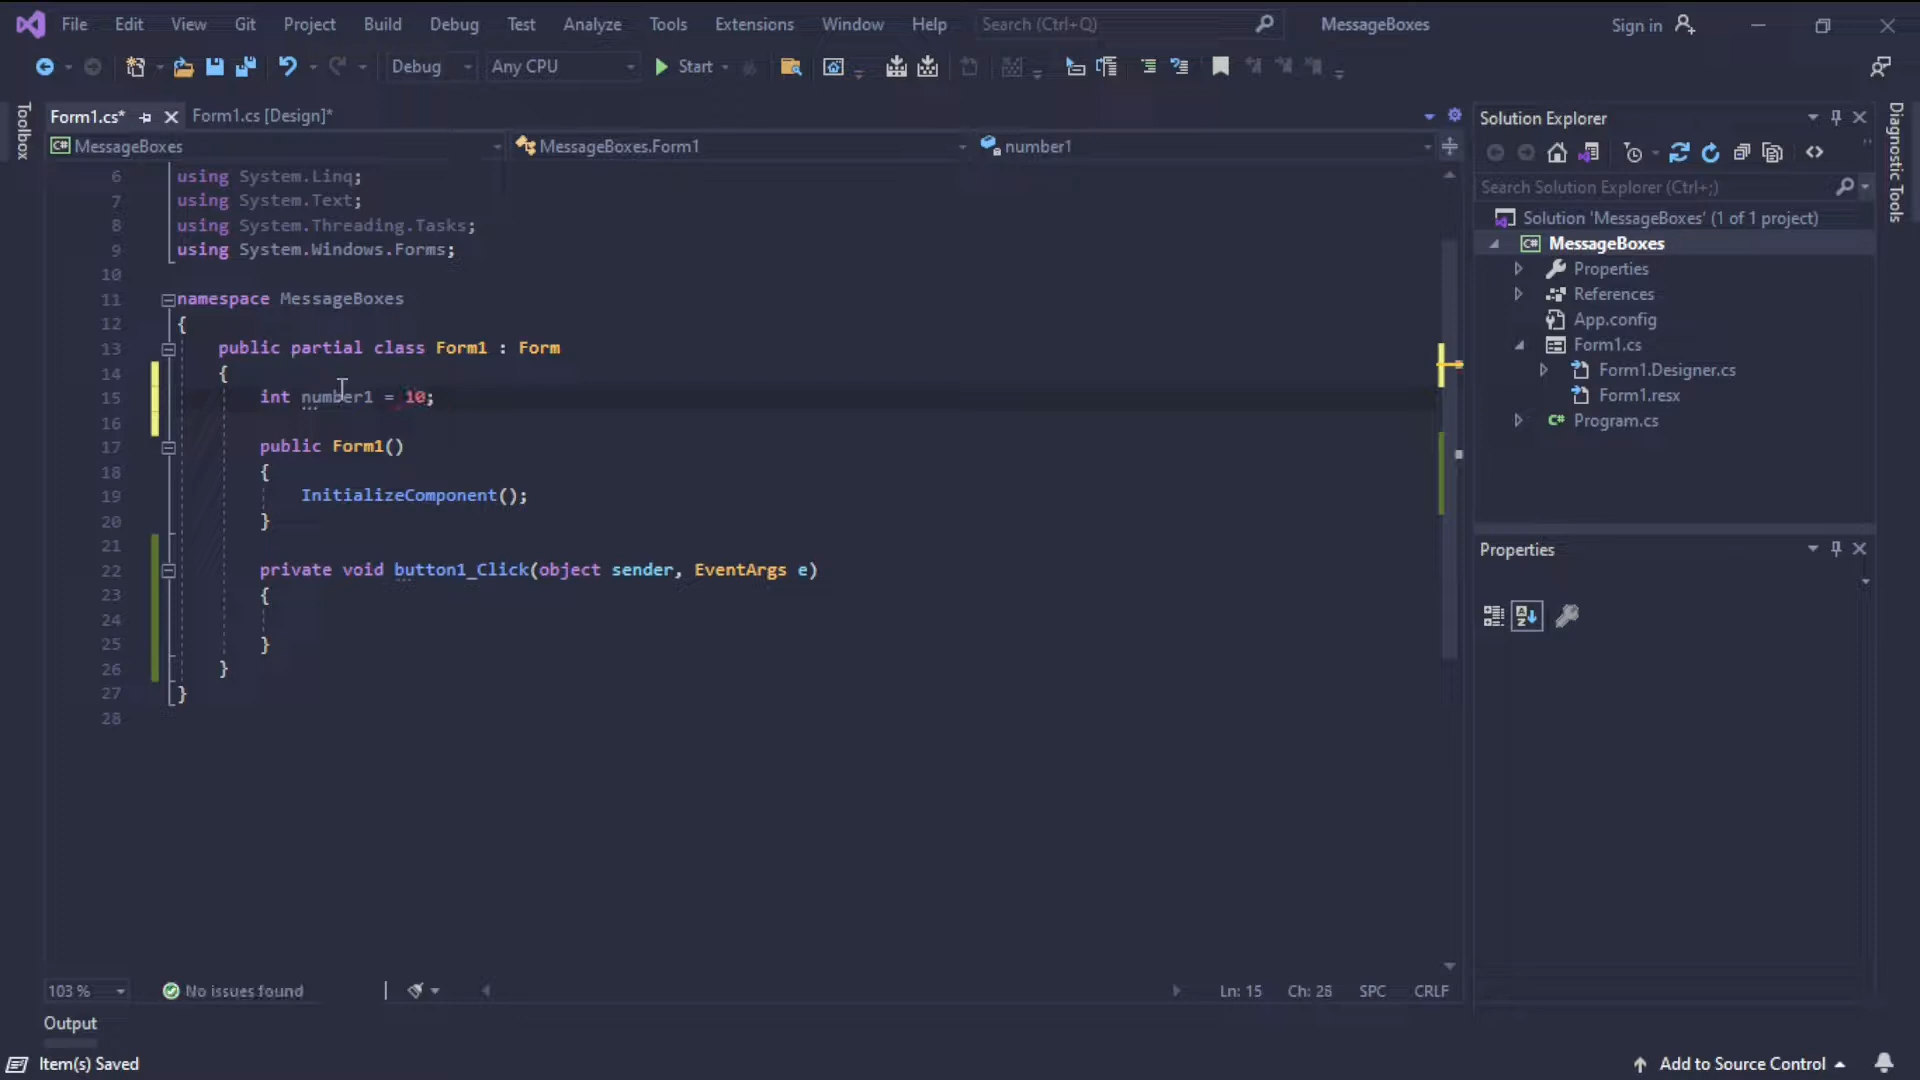 File Edit View Git Project Build Debug Test Analyze Tools Extensions Window Help Search (Ctrl+Q) MessageBoxes Sign in
Debug Any CPU Start
Toolbox
Form1.cs* Form1.cs [Design]*
MessageBoxes MessageBoxes.Form1 number1
6 using System.Linq;
7 using System.Text;
8 using System.Threading.Tasks;
9 using System.Windows.Forms;
10
11 namespace MessageBoxes
12 {
13 public partial class Form1 : Form
14 {
15 int number1 = 10;
16
17 public Form1()
18 {
19 InitializeComponent();
20 }
21
22 private void button1_Click(object sender, EventArgs e)
23 {
24
25 }
26 }
27 }
28
103 % No issues found Ln: 15 Ch: 26 SPC CRLF
Output
Item(s) Saved Add to Source Control
Solution Explorer
Search Solution Explorer (Ctrl+;)
Solution 'MessageBoxes' (1 of 1 project)
C# MessageBoxes
Properties
References
App.config
Form1.cs
Form1.Designer.cs
Form1.resx
C# Program.cs
Properties
Diagnostic Tools